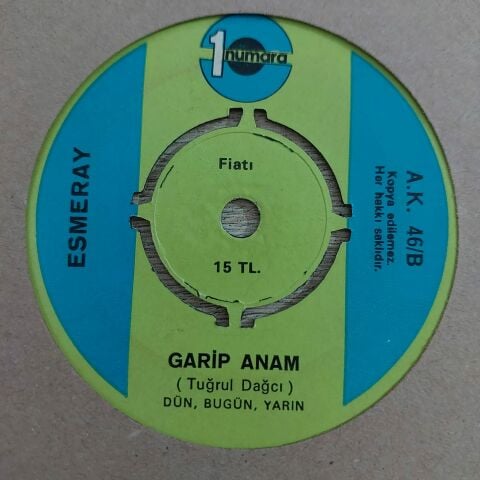 1 numara
ESMERAY
Fiatı
15 TL.
A.K. 46/B
Kopya edilemez.
Her hakkı saklıdır.
GARİP ANAM
( Tuğrul Dağcı )
DÜN, BUGÜN, YARIN